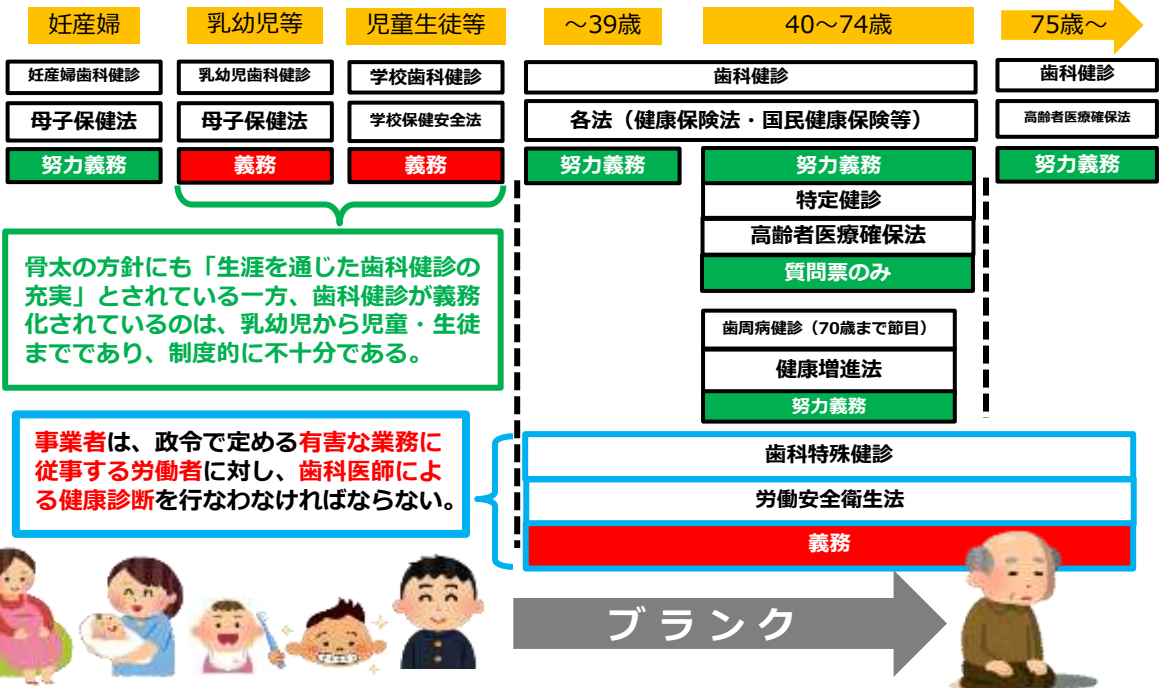 妊産婦
乳幼児等
児童生徒等
～39歳
40～74歳
75歳～
妊産婦歯科健診
乳幼児歯科健診
学校歯科健診
歯科健診
歯科健診
母子保健法
母子保健法
学校保健安全法
各法（健康保険法・国民健康保険等）
高齢者医療確保法
努力義務
義務
義務
努力義務
努力義務
努力義務
特定健診
高齢者医療確保法
質問票のみ
骨太の方針にも「生涯を通じた歯科健診の
充実」とされている一方、歯科健診が義務
化されているのは、乳幼児から児童・生徒
までであり、制度的に不十分である。
歯周病健診（70歳まで節目）
健康増進法
努力義務
事業者は、政令で定める有害な業務に
従事する労働者に対し、歯科医師によ
る健康診断を行なわなければならない。
歯科特殊健診
労働安全衛生法
義務
ブランク